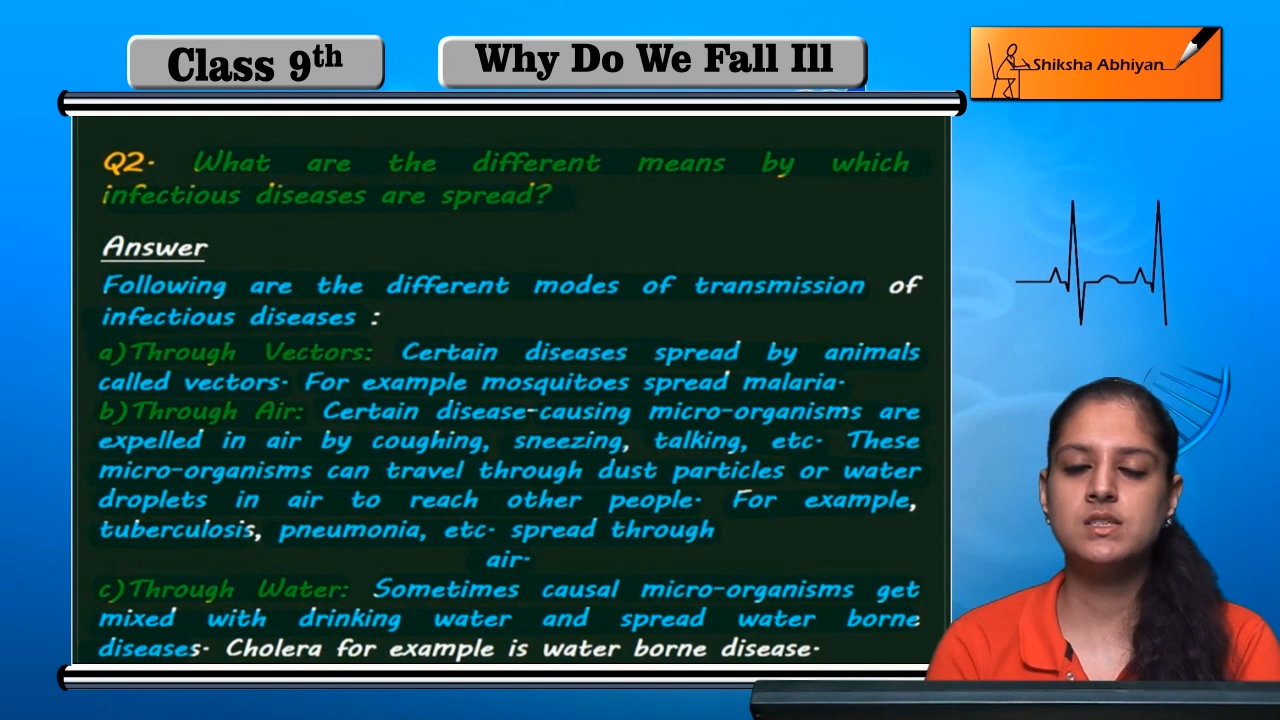 Class 9th
Why Do We Fall Ill
Shiksha Abhiyan
Q2. What are the different means by which
infectious diseases are spread?
Answer
Following are the different modes of transmission of
infectious diseases :
a)Through Vectors: Certain diseases spread by animals
called vectors. For example mosquitoes spread malaria.
b)Through Air: Certain disease-causing micro-organisms are
expelled in air by coughing, sneezing, talking, etc. These
micro-organisms can travel through dust particles or water
droplets in air to reach other people. For example,
tuberculosis, pneumonia, etc. spread through
air.
c)Through Water: Sometimes causal micro-organisms get
mixed with drinking water and spread water borne
diseases. Cholera for example is water borne disease.